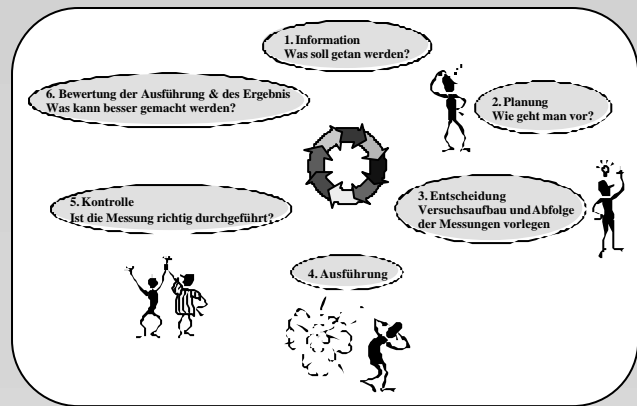 1. Information
Was soll getan werden?
2. Planung
Wie geht man vor?
3. Entscheidung
Versuchsaufbau und Abfolge
der Messungen vorlegen
4. Ausführung
5. Kontrolle
Ist die Messung richtig durchgeführt?
6. Bewertung der Ausführung & des Ergebnis
Was kann besser gemacht werden?